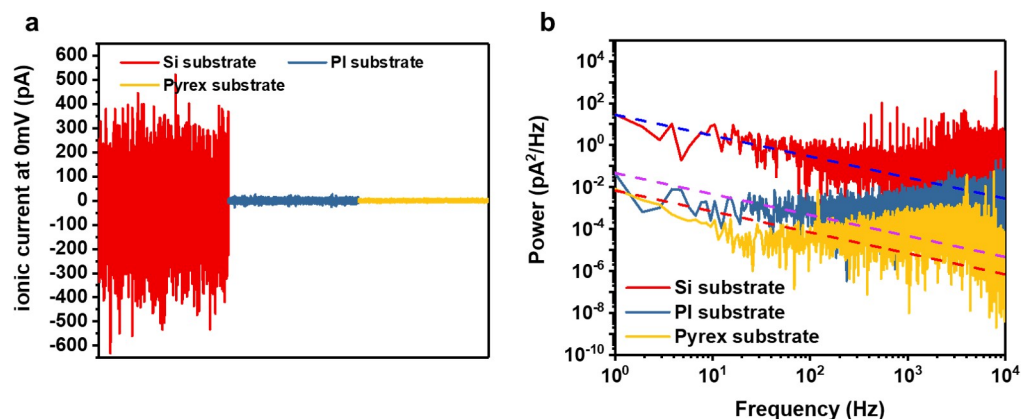 a
ionic current at 0mV (pA)
600
500
400
300
200
100
0
-100
-200
-300
-400
-500
-600
Si substrate
PI substrate
Pyrex substrate
b
Power (pA²/Hz)
10⁴
10²
10⁰
10⁻²
10⁻⁴
10⁻⁶
10⁻⁸
10⁻¹⁰
Si substrate
PI substrate
Pyrex substrate
10⁰ 10¹ 10² 10³ 10⁴
Frequency (Hz)